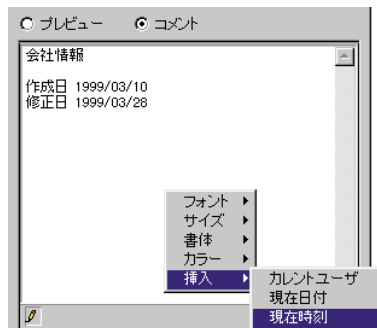 プレビュー コメント
会社情報
作成日 1999/03/10
修正日 1999/03/28
フォント
サイズ
書体
カラー
挿入
カレントユーザ
現在日付
現在時刻